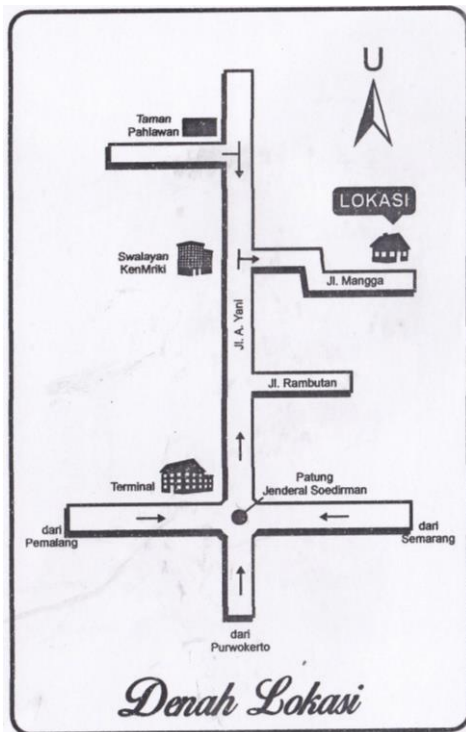 U
Taman
Pahlawan
LOKASI
Swalayan
KenMriki
Jl. Mangga
Jl. A. Yani
Jl. Rambutan
Patung
Jenderal Soedirman
Terminal
dari
Pemalang
dari
Semarang
dari
Purwokerto
Denah Lokasi